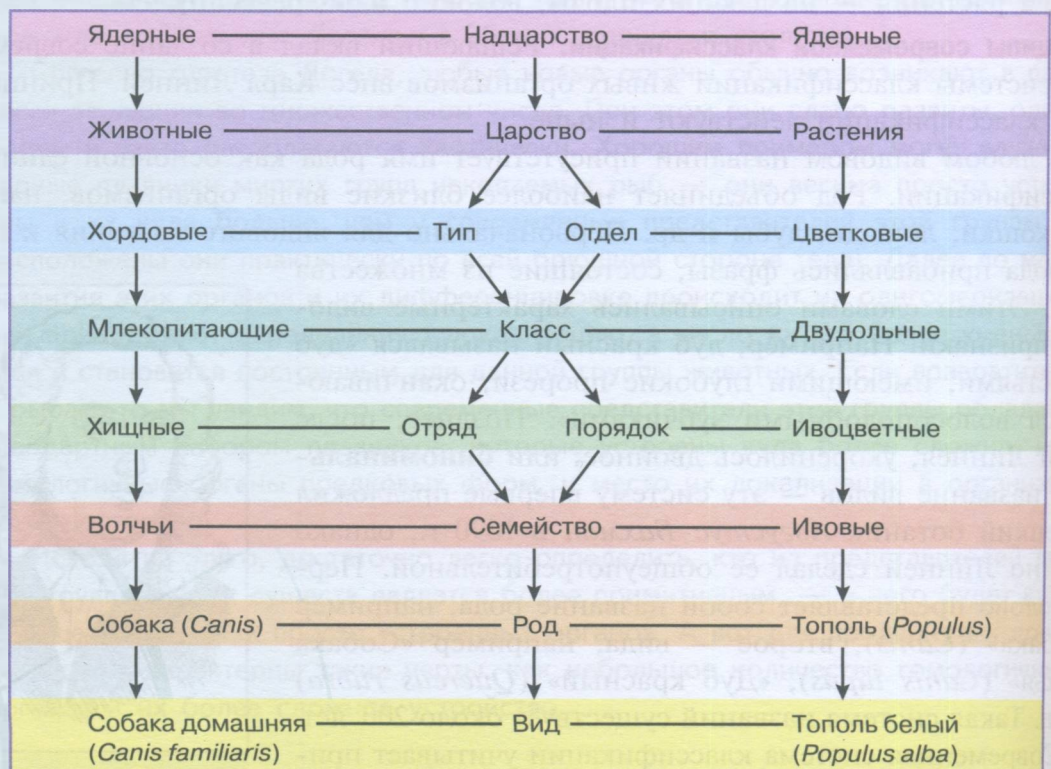 Ядерные Надцарство Ядерные
Животные Царство Растения
Хордовые Тип Отдел Цветковые
Млекопитающие Класс Двудольные
Хищные Отряд Порядок Ивоцветные
Волчьи Семейство Ивовые
Собака (Canis) Род Тополь (Populus)
Собака домашняя Вид Тополь белый
(Canis familiaris) (Populus alba)